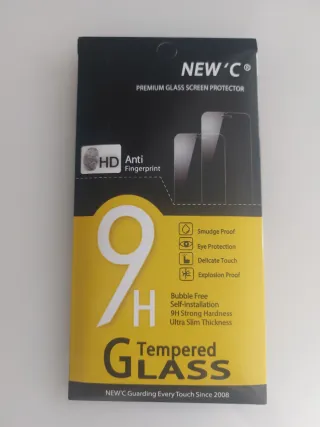 NEW'C®
PREMIUM GLASS SCREEN PROTECTOR
HD
Anti
Fingerprint
9H
Smudge Proof
Eye Protection
Delicate Touch
Explosion Proof
Bubble Free
Self-installation
9H Strong Hardness
Ultra Slim Thickness
Tempered
GLASS
NEW'C Guarding Every Touch Since 2008